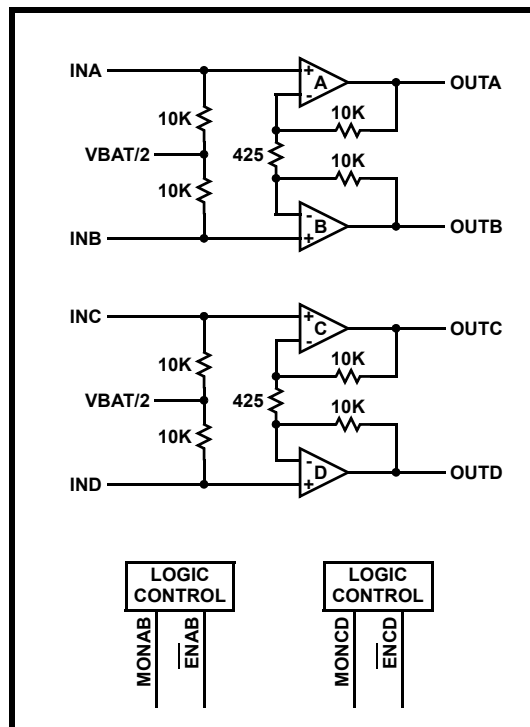 INA
+
A
-
OUTA
10K
10K
VBAT/2
425
10K
10K
-
B
+
OUTB
INB
INC
+
C
-
OUTC
10K
10K
VBAT/2
425
10K
10K
-
D
+
OUTD
IND
LOGIC
CONTROL
MONAB
ENAB
LOGIC
CONTROL
MONCD
ENCD